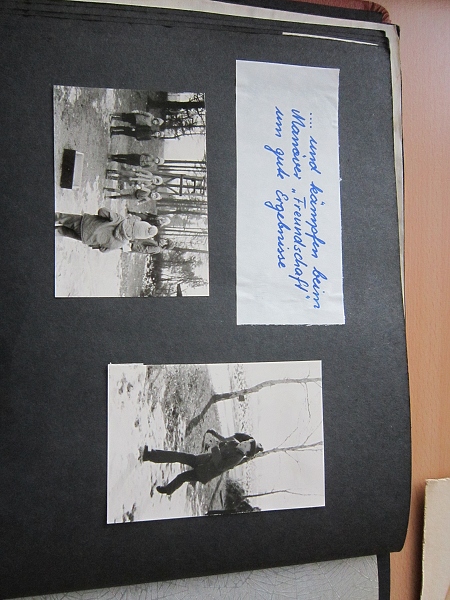 .... und kämpfen beim
Manöver „Freundschaft"
um gute Ergebnisse